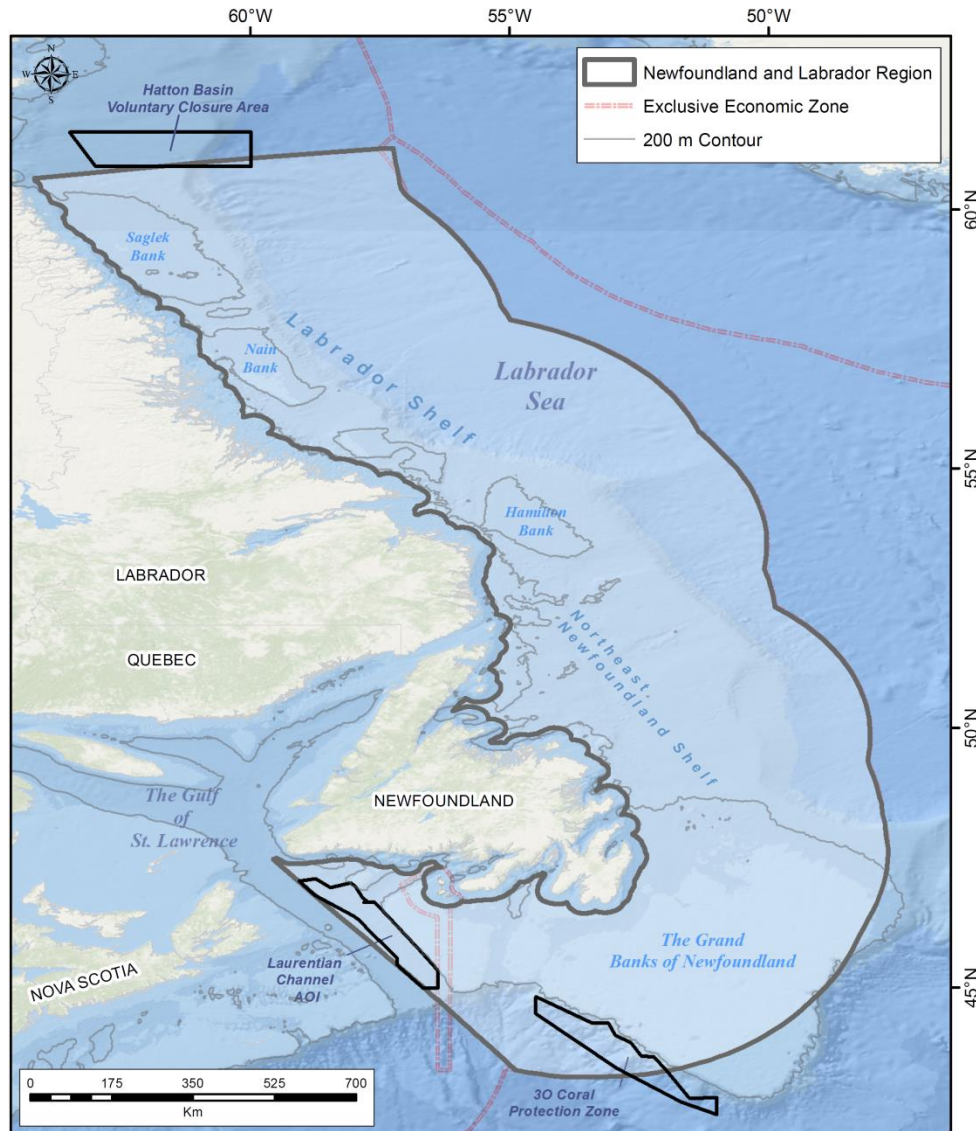 60°W
55°W
50°W
N
W
E
S
Hatton Basin
Voluntary Closure Area
Newfoundland and Labrador Region
Exclusive Economic Zone
200 m Contour
60°N
Saglek
Bank
Nain
Bank
Labrador Shelf
Labrador
Sea
55°N
Hamilton
Bank
LABRADOR
QUEBEC
Northeast
Newfoundland Shelf
50°N
NEWFOUNDLAND
The Gulf
of
St. Lawrence
The Grand
Banks of Newfoundland
NOVA SCOTIA
Laurentian
Channel
AOI
45°N
3O Coral
Protection Zone
0 175 350 525 700
Km